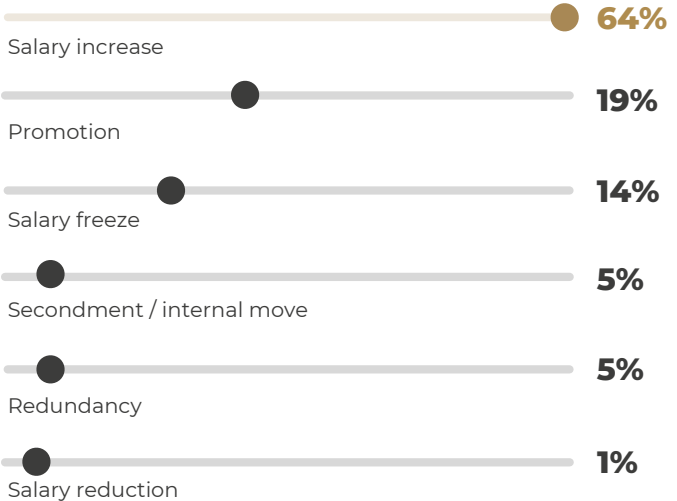 64%
Salary increase
19%
Promotion
14%
Salary freeze
5%
Secondment / internal move
5%
Redundancy
1%
Salary reduction